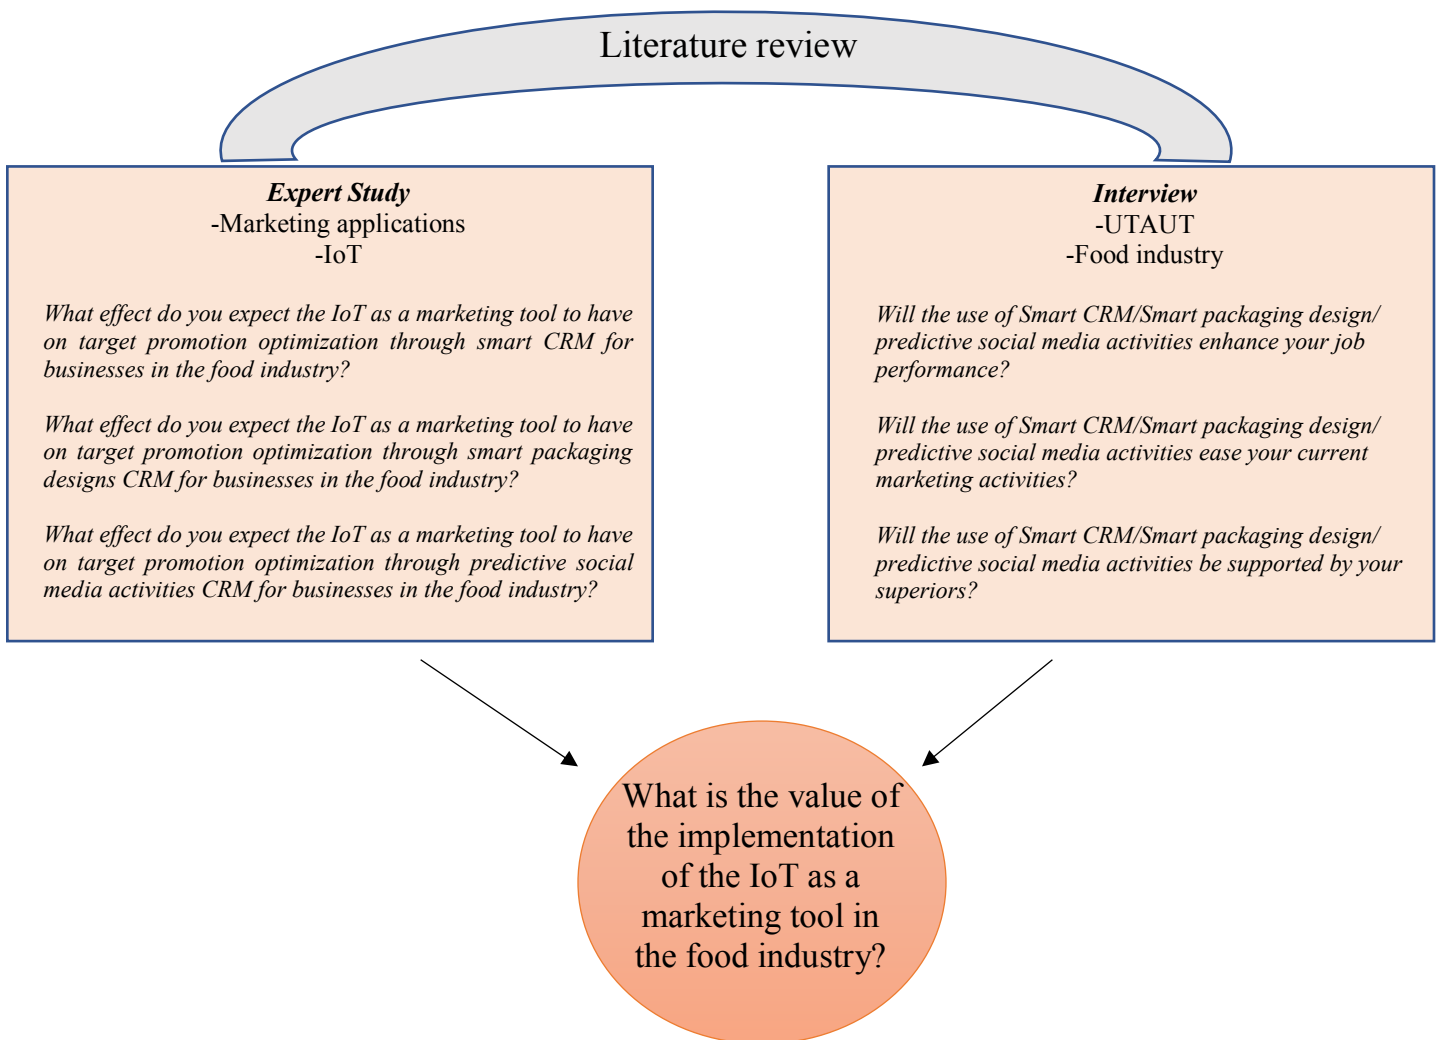 Literature review
Expert Study
-Marketing applications
-IoT
What effect do you expect the IoT as a marketing tool to have
on target promotion optimization through smart CRM for
businesses in the food industry?
What effect do you expect the IoT as a marketing tool to have
on target promotion optimization through smart packaging
designs CRM for businesses in the food industry?
What effect do you expect the IoT as a marketing tool to have
on target promotion optimization through predictive social
media activities CRM for businesses in the food industry?
Interview
-UTAUT
-Food industry
Will the use of Smart CRM/Smart packaging design/
predictive social media activities enhance your job
performance?
Will the use of Smart CRM/Smart packaging design/
predictive social media activities ease your current
marketing activities?
Will the use of Smart CRM/Smart packaging design/
predictive social media activities be supported by your
superiors?
What is the value of
the implementation
of the IoT as a
marketing tool in
the food industry?